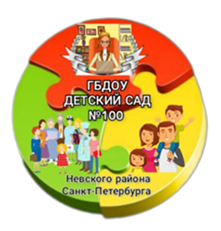 ГБДОУ
ДЕТСКИЙ САД
№100
Невского района
Санкт-Петербурга